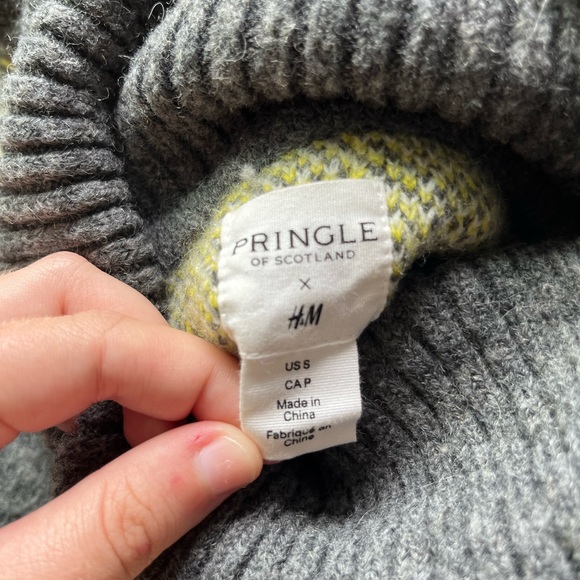 PRINGLE
OF SCOTLAND
X
H&M
US S
CA P
Made in
China
Fabriqué en
Chine